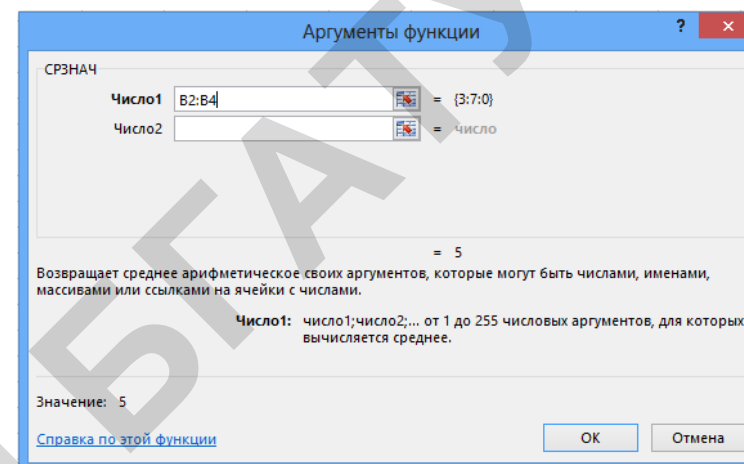 Аргументы функции ?
СРЗНАЧ
Число1 B2:B4 = {3:7:0}
Число2 = число
= 5
Возвращает среднее арифметическое своих аргументов, которые могут быть числами, именами,
массивами или ссылками на ячейки с числами.
Число1: число1;число2;... от 1 до 255 числовых аргументов, для которых
вычисляется среднее.
Значение: 5
Справка по этой функции ОК Отмена
БГАТУ